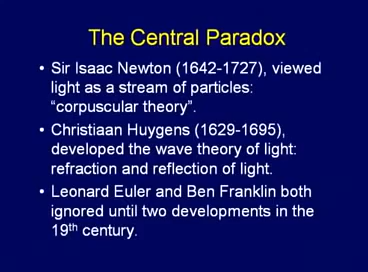 The Central Paradox
• Sir Isaac Newton (1642-1727), viewed
light as a stream of particles:
“corpuscular theory”.
• Christiaan Huygens (1629-1695),
developed the wave theory of light:
refraction and reflection of light.
• Leonard Euler and Ben Franklin both
ignored until two developments in the
19th century.